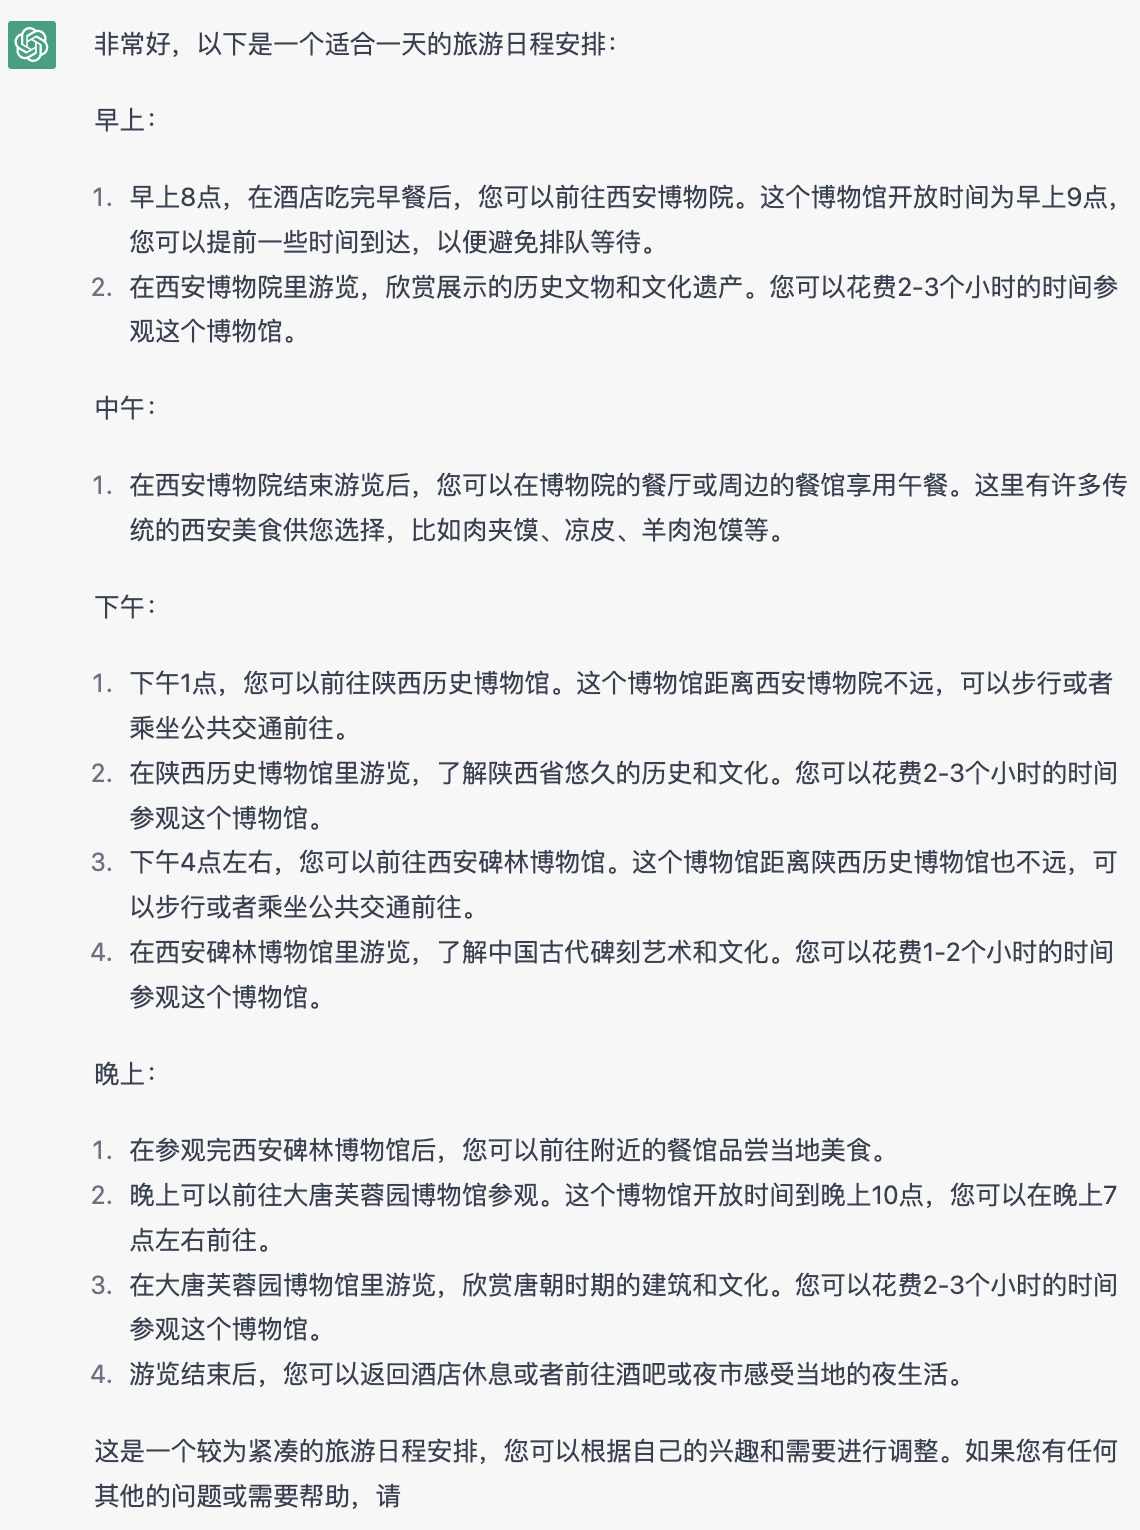 非常好，以下是一个适合一天的旅游日程安排：
早上：
1. 早上8点，在酒店吃完早餐后，您可以前往西安博物院。这个博物馆开放时间为早上9点，
您可以提前一些时间到达，以便避免排队等待。
2. 在西安博物院里游览，欣赏展示的历史文物和文化遗产。您可以花费2-3个小时的时间参
观这个博物馆。
中午：
1. 在西安博物院结束游览后，您可以在博物院的餐厅或周边的餐馆享用午餐。这里有许多传
统的西安美食供您选择，比如肉夹馍、凉皮、羊肉泡馍等。
下午：
1. 下午1点，您可以前往陕西历史博物馆。这个博物馆距离西安博物院不远，可以步行或者
乘坐公共交通前往。
2. 在陕西历史博物馆里游览，了解陕西省悠久的历史和文化。您可以花费2-3个小时的时间
参观这个博物馆。
3. 下午4点左右，您可以前往西安碑林博物馆。这个博物馆距离陕西历史博物馆也不远，可
以步行或者乘坐公共交通前往。
4. 在西安碑林博物馆里游览，了解中国古代碑刻艺术和文化。您可以花费1-2个小时的时间
参观这个博物馆。
晚上：
1. 在参观完西安碑林博物馆后，您可以前往附近的餐馆品尝当地美食。
2. 晚上可以前往大唐芙蓉园博物馆参观。这个博物馆开放时间到晚上10点，您可以在晚上7
点左右前往。
3. 在大唐芙蓉园博物馆里游览，欣赏唐朝时期的建筑和文化。您可以花费2-3个小时的时间
参观这个博物馆。
4. 游览结束后，您可以返回酒店休息或者前往酒吧或夜市感受当地的夜生活。
这是一个较为紧凑的旅游日程安排，您可以根据自己的兴趣和需要进行调整。如果您有任何
其他的问题或需要帮助，请